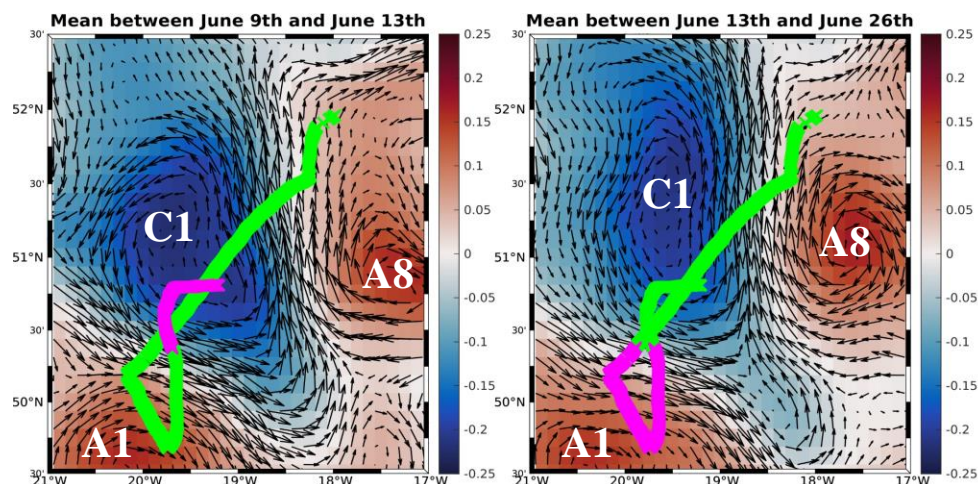 Mean between June 9th and June 13th
30'
52°N
30'
51°N
30'
50°N
30'
21°W
20°W
19°W
18°W
17°W
C1
A8
A1
0.25
0.2
0.15
0.1
0.05
0
-0.05
-0.1
-0.15
-0.2
-0.25
Mean between June 13th and June 26th
30'
52°N
30'
51°N
30'
50°N
30'
21°W
20°W
19°W
18°W
17°W
C1
A8
A1
0.25
0.2
0.15
0.1
0.05
0
-0.05
-0.1
-0.15
-0.2
-0.25